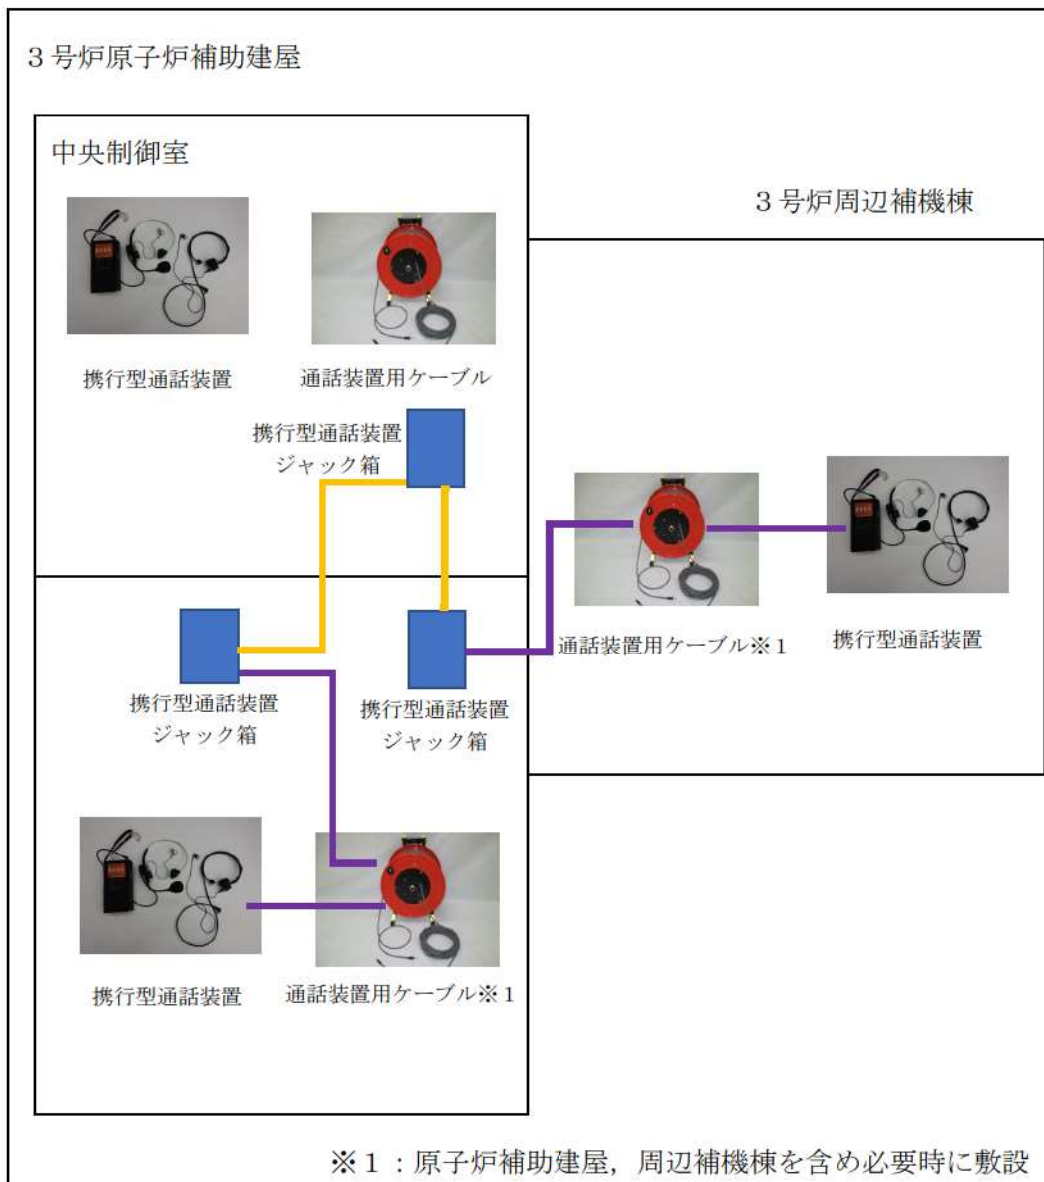 ３号炉原子炉補助建屋
中央制御室
３号炉周辺補機棟
携行型通話装置
通話装置用ケーブル
携行型通話装置
ジャック箱
通話装置用ケーブル※１
携行型通話装置
携行型通話装置
ジャック箱
携行型通話装置
ジャック箱
携行型通話装置
通話装置用ケーブル※１
※１：原子炉補助建屋，周辺補機棟を含め必要時に敷設